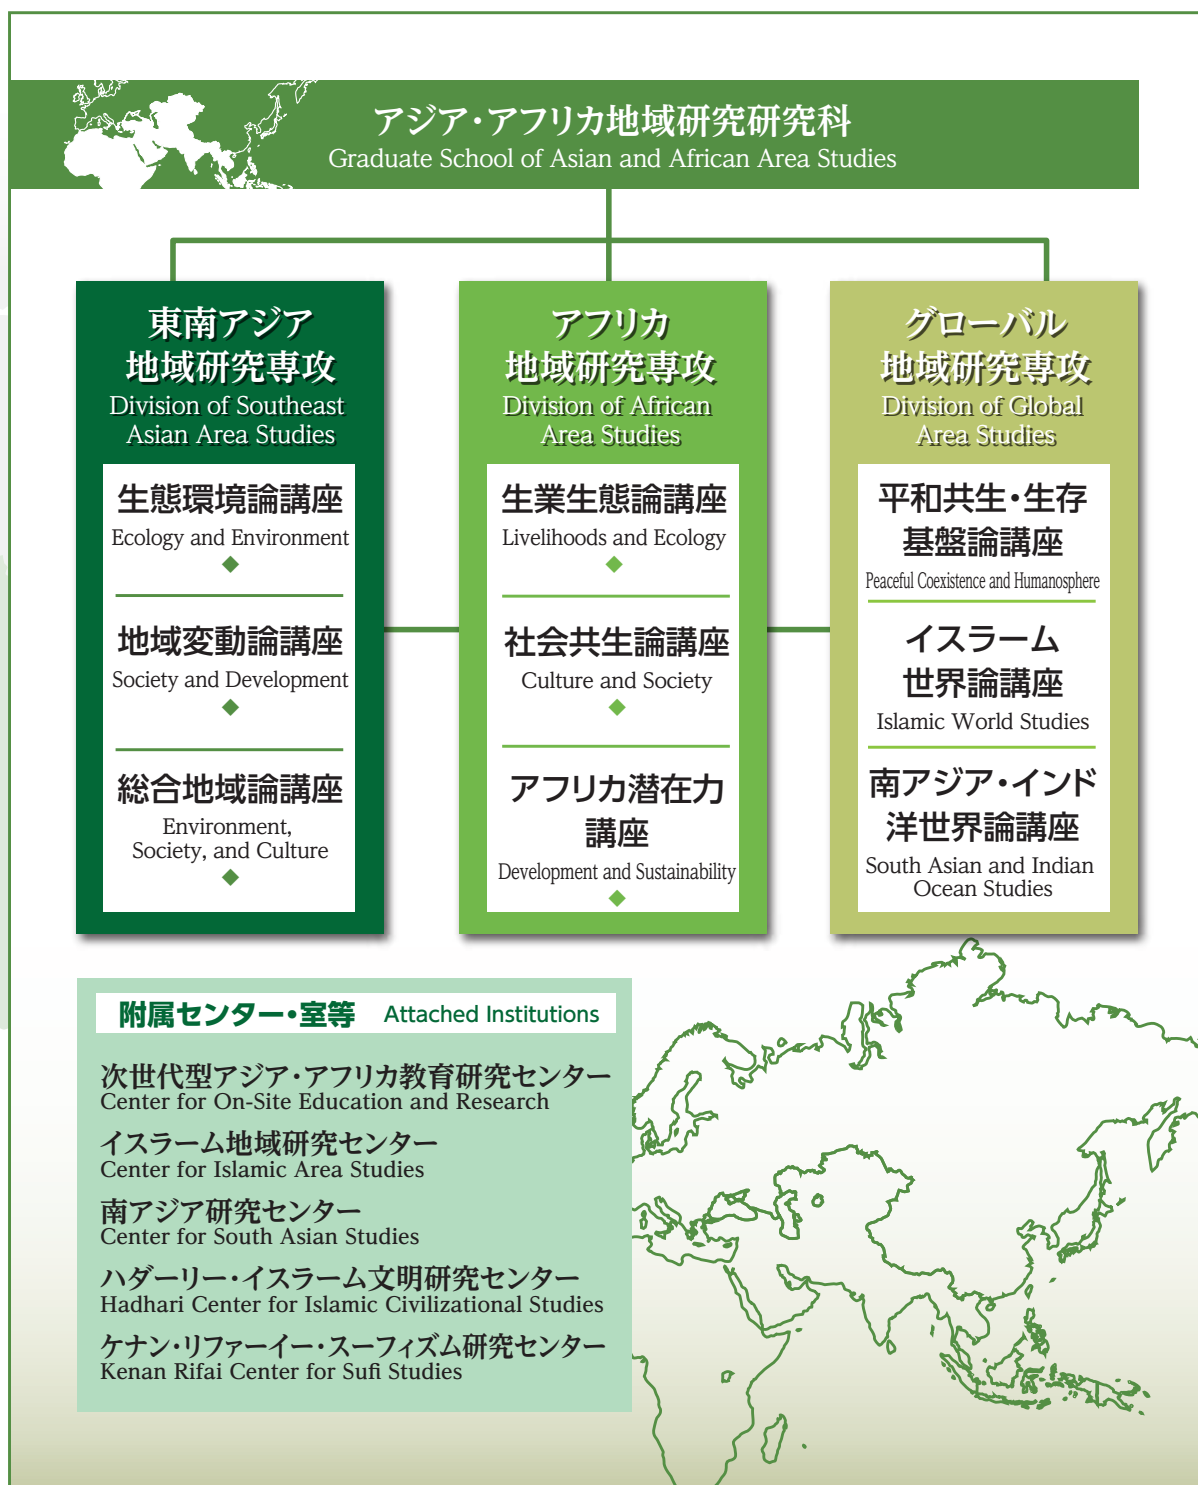 アジア・アフリカ地域研究研究科
Graduate School of Asian and African Area Studies
東南アジア
地域研究専攻
Division of Southeast
Asian Area Studies
生態環境論講座
Ecology and Environment
地域変動論講座
Society and Development
総合地域論講座
Environment,
Society, and Culture
アフリカ
地域研究専攻
Division of African
Area Studies
生業生態論講座
Livelihoods and Ecology
社会共生論講座
Culture and Society
アフリカ潜在力
講座
Development and Sustainability
グローバル
地域研究専攻
Division of Global
Area Studies
平和共生・生存
基盤論講座
Peaceful Coexistence and Humanosphere
イスラーム
世界論講座
Islamic World Studies
南アジア・インド
洋世界論講座
South Asian and Indian
Ocean Studies
附属センター・室等 Attached Institutions
次世代型アジア・アフリカ教育研究センター
Center for On-Site Education and Research
イスラーム地域研究センター
Center for Islamic Area Studies
南アジア研究センター
Center for South Asian Studies
ハダーリー・イスラーム文明研究センター
Hadhari Center for Islamic Civilizational Studies
ケナン・リファーイー・スーフィズム研究センター
Kenan Rifai Center for Sufi Studies